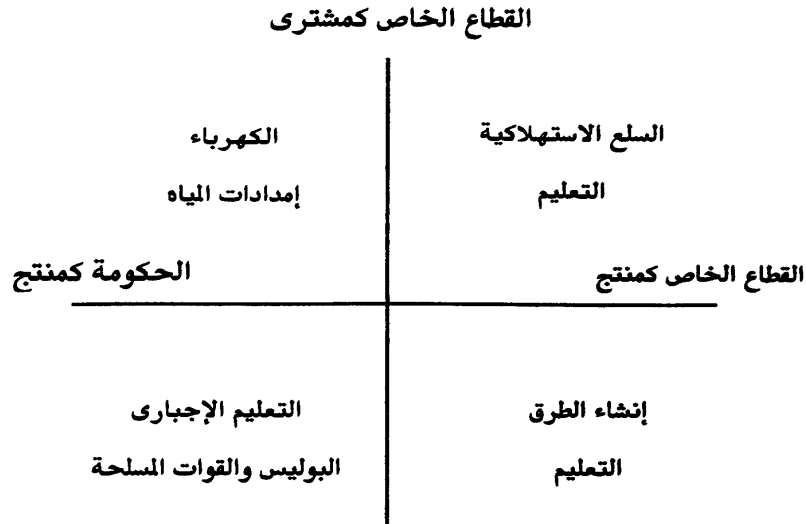 القطاع الخاص كمشترى
السلع الاستهلاكية
الكهرباء
التعليم
إمدادات المياه
القطاع الخاص كمنتج
الحكومة كمنتج
إنشاء الطرق
التعليم الإجبارى
التعليم
البوليس والقوات المسلحة